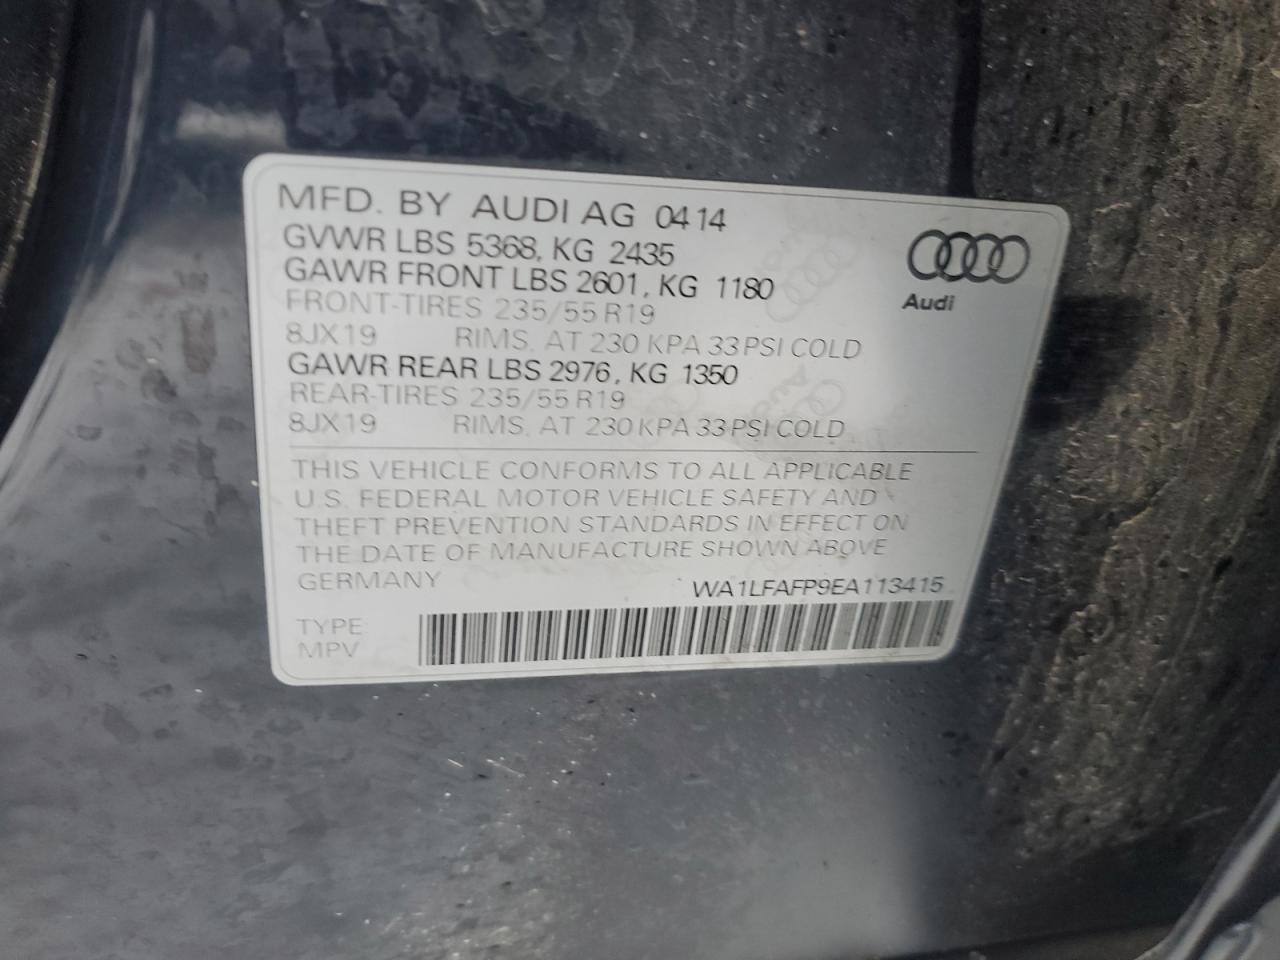 MFD. BY AUDI AG 0414
GVWR LBS 5368, KG 2435
GAWR FRONT LBS 2601, KG 1180
FRONT-TIRES 235/55 R19
8JX19 RIMS, AT 230 KPA 33 PSI COLD
GAWR REAR LBS 2976, KG 1350
REAR-TIRES 235/55 R19
8JX19 RIMS, AT 230 KPA 33 PSI COLD
Audi
THIS VEHICLE CONFORMS TO ALL APPLICABLE
U.S. FEDERAL MOTOR VEHICLE SAFETY AND
THEFT PREVENTION STANDARDS IN EFFECT ON
THE DATE OF MANUFACTURE SHOWN ABOVE
GERMANY WA1LFAFP9EA113415
TYPE:
MPV